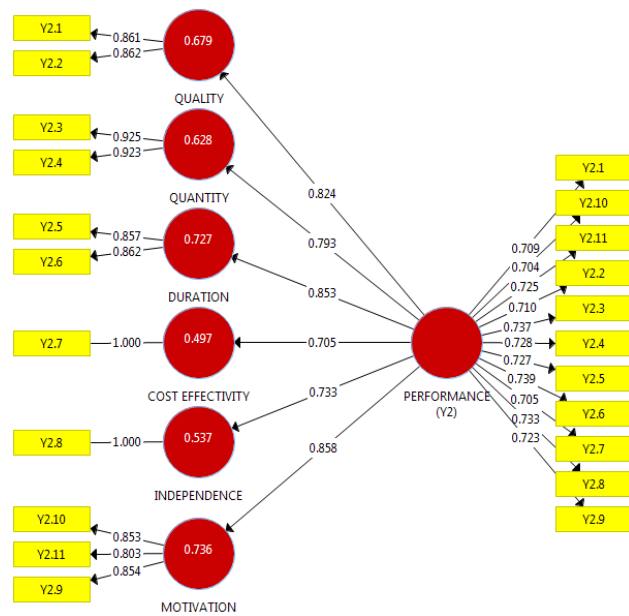 Y2.1
0.861
Y2.2
0.862
0.679
QUALITY
Y2.3
0.925
Y2.4
0.923
0.628
QUANTITY
Y2.5
0.857
Y2.6
0.862
0.727
DURATION
Y2.7
1.000
0.497
COST EFFECTIVITY
Y2.8
1.000
0.537
INDEPENDENCE
Y2.10
0.853
Y2.11
0.803
Y2.9
0.854
0.736
MOTIVATION
0.824
0.793
0.853
0.705
0.733
0.858
PERFORMANCE
(Y2)
0.709
0.704
0.725
0.710
0.737
0.728
0.727
0.739
0.705
0.733
0.723
Y2.1
Y2.10
Y2.11
Y2.2
Y2.3
Y2.4
Y2.5
Y2.6
Y2.7
Y2.8
Y2.9